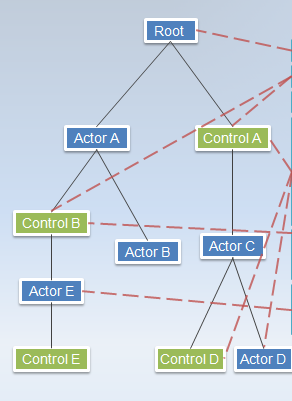 Root
Actor A
Control A
Control B
Actor B
Actor C
Actor E
Control E
Control D
Actor D